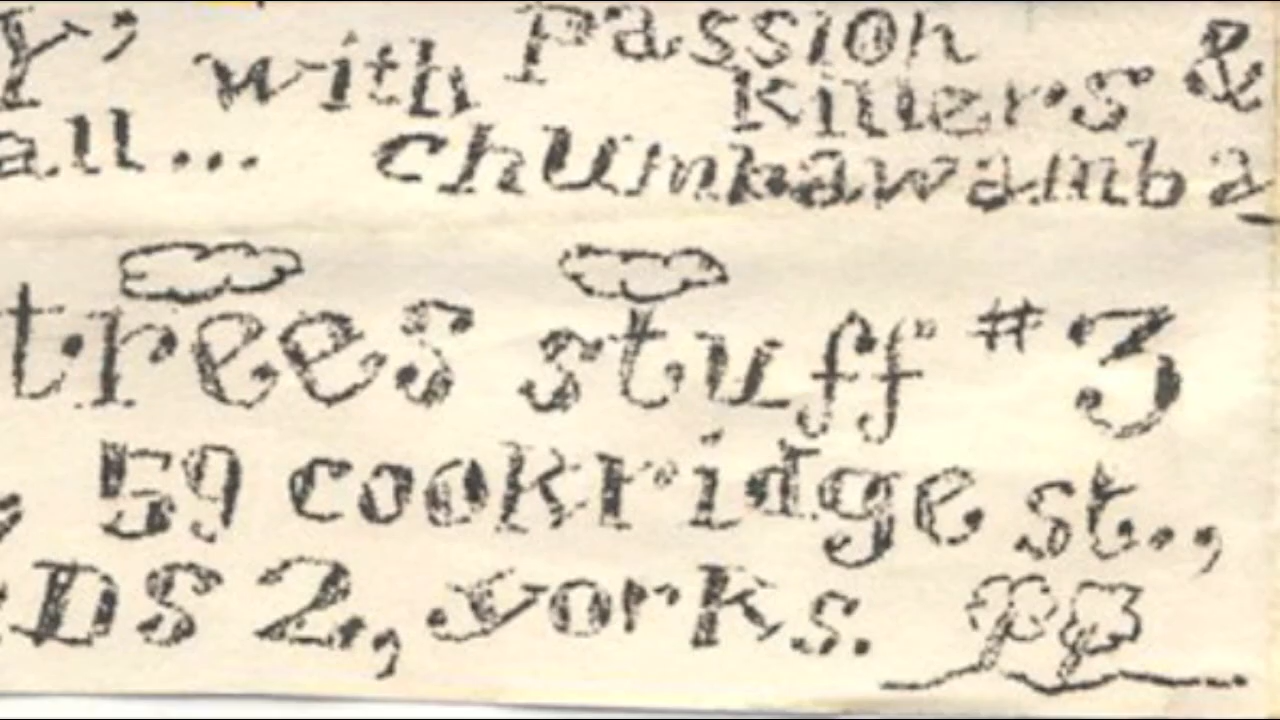 Y' with Passion
Killers &
all... chumbawamba
trees stuff #3
, 59 cookridge st.,
DS 2, yorks.